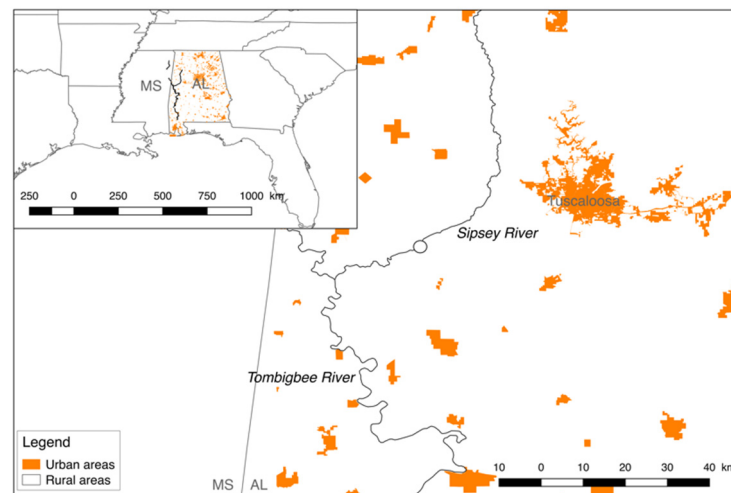 MS AL
250 0 250 500 750 1000 km
Tuscaloosa
Sipsey River
Tombigbee River
Legend
Urban areas
Rural areas
MS AL
10 0 10 20 30 40 km